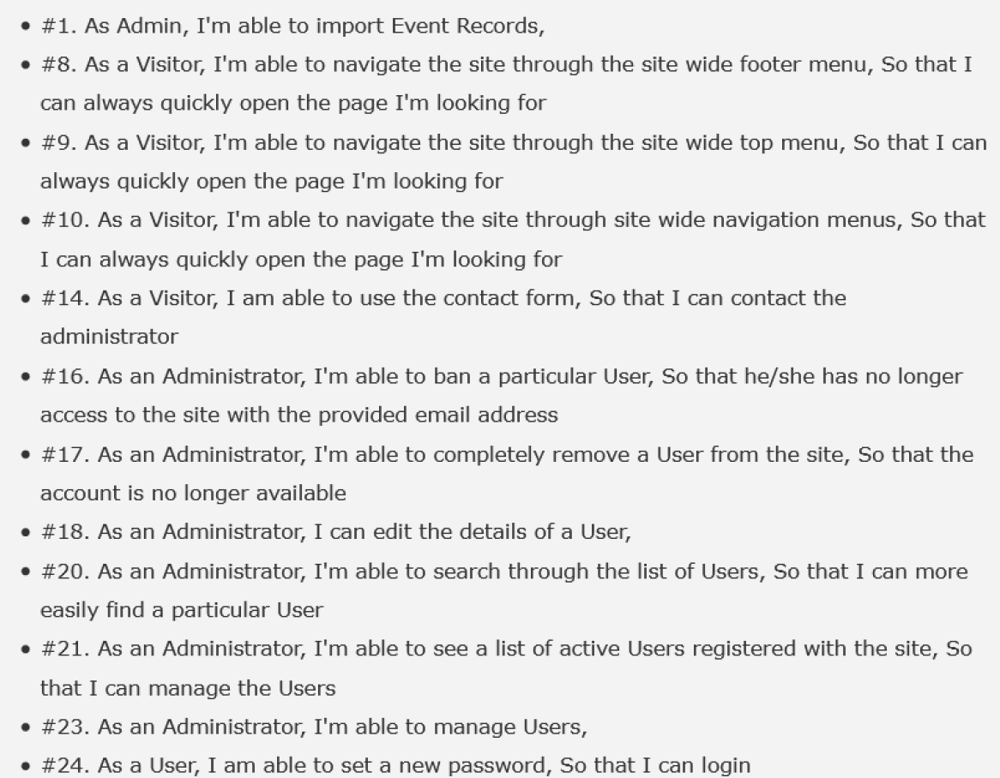 • #1. As Admin, I'm able to import Event Records,
• #8. As a Visitor, I'm able to navigate the site through the site wide footer menu, So that I
can always quickly open the page I'm looking for
• #9. As a Visitor, I'm able to navigate the site through the site wide top menu, So that I can
always quickly open the page I'm looking for
• #10. As a Visitor, I'm able to navigate the site through site wide navigation menus, So that
I can always quickly open the page I'm looking for
• #14. As a Visitor, I am able to use the contact form, So that I can contact the
administrator
• #16. As an Administrator, I'm able to ban a particular User, So that he/she has no longer
access to the site with the provided email address
• #17. As an Administrator, I'm able to completely remove a User from the site, So that the
account is no longer available
• #18. As an Administrator, I can edit the details of a User,
• #20. As an Administrator, I'm able to search through the list of Users, So that I can more
easily find a particular User
• #21. As an Administrator, I'm able to see a list of active Users registered with the site, So
that I can manage the Users
• #23. As an Administrator, I'm able to manage Users,
• #24. As a User, I am able to set a new password, So that I can login